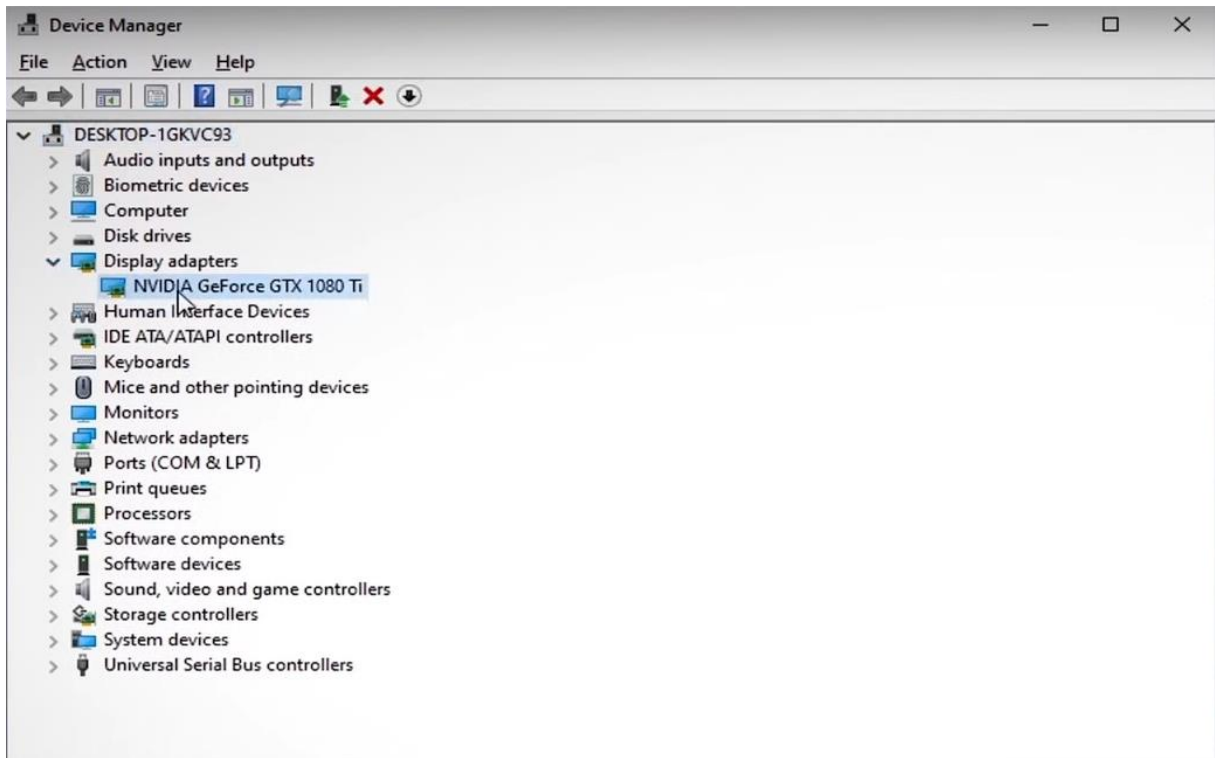 Device Manager
File Action View Help
DESKTOP-1GKVC93
Audio inputs and outputs
Biometric devices
Computer
Disk drives
Display adapters
NVIDIA GeForce GTX 1080 Ti
Human Interface Devices
IDE ATA/ATAPI controllers
Keyboards
Mice and other pointing devices
Monitors
Network adapters
Ports (COM & LPT)
Print queues
Processors
Software components
Software devices
Sound, video and game controllers
Storage controllers
System devices
Universal Serial Bus controllers